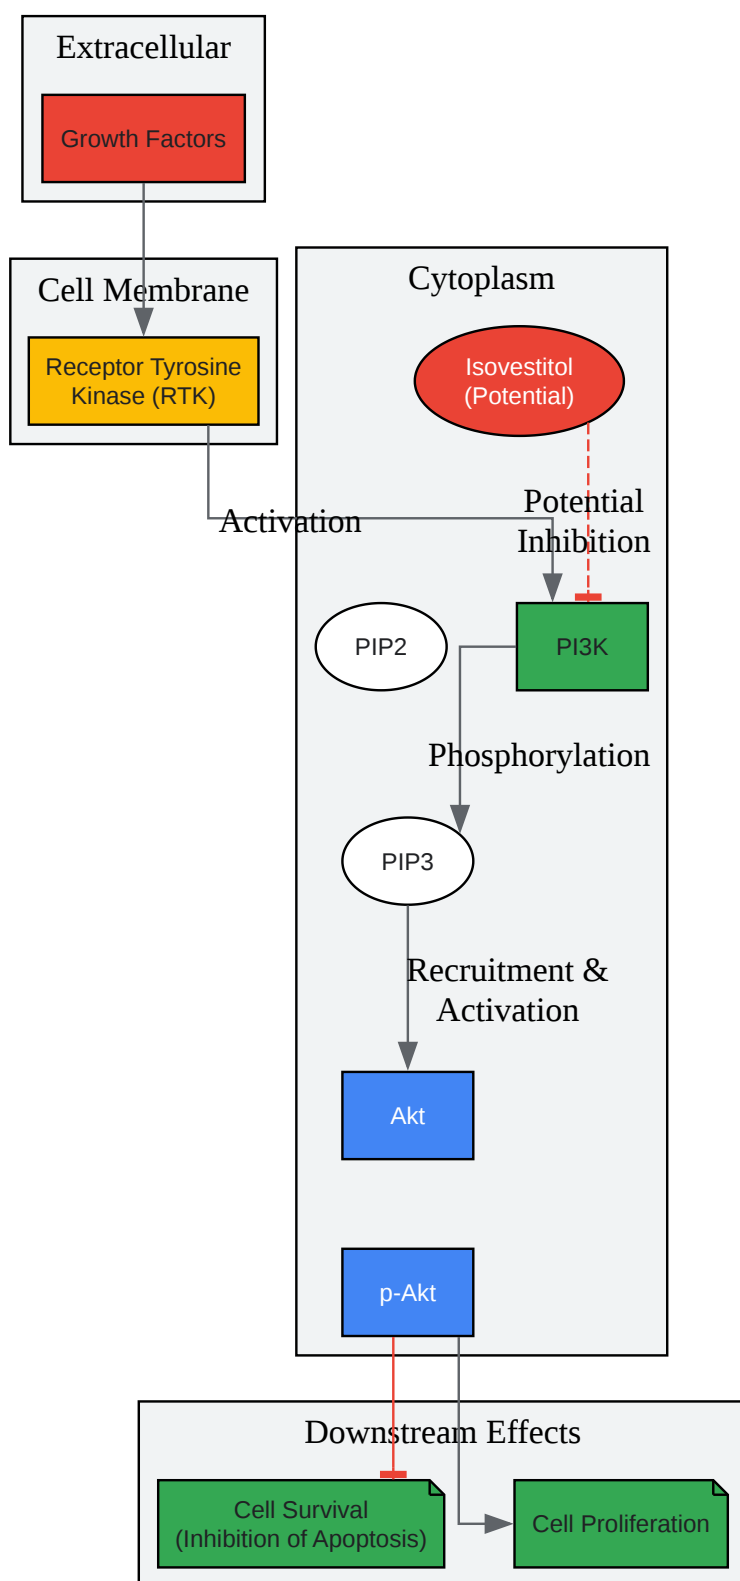 Extracellular
Growth Factors
Cell Membrane
Receptor Tyrosine
Kinase (RTK)
Cytoplasm
Isovestitol
(Potential)
Activation
Potential
Inhibition
PIP2
PI3K
Phosphorylation
PIP3
Recruitment &
Activation
Akt
p-Akt
Downstream Effects
Cell Survival
(Inhibition of Apoptosis)
Cell Proliferation